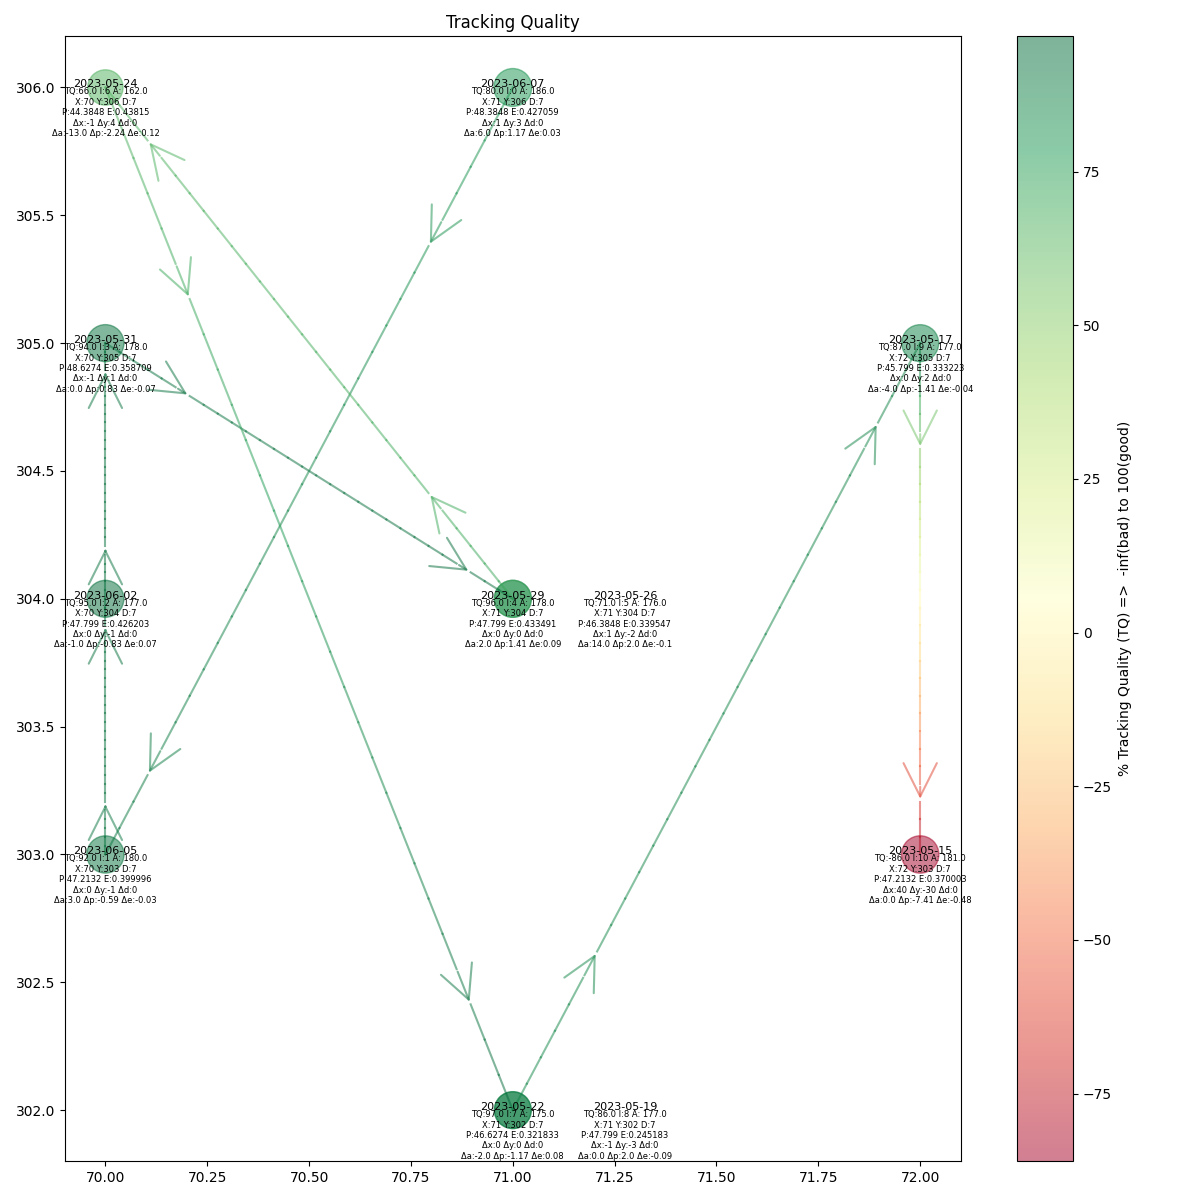 Tracking Quality
306.0
305.5
305.0
304.5
304.0
303.5
303.0
302.5
302.0
2023-05-24
TQ:66.0 I:6 A: 162.0
X:70 Y:306 D:7
P:44.3848 E:0.43815
Δx:-1 Δy:4 Δd:0
Δa:-13.0 Δp:-2.24 Δe:0.12
2023-06-07
TQ:80.0 I:0 A: 186.0
X:71 Y:306 D:7
P:48.3848 E:0.427059
Δx:1 Δy:3 Δd:0
Δa:6.0 Δp:1.17 Δe:0.03
2023-05-31
TQ:94.0 I:3 A: 178.0
X:70 Y:305 D:7
P:48.6274 E:0.358709
Δx:-1 Δy:1 Δd:0
Δa:0.0 Δp:0.83 Δe:-0.07
2023-05-17
TQ:87.0 I:9 A: 177.0
X:72 Y:305 D:7
P:45.799 E:0.333223
Δx:0 Δy:2 Δd:0
Δa:-4.0 Δp:-1.41 Δe:-0.04
2023-06-02
TQ:95.0 I:2 A: 177.0
X:70 Y:304 D:7
P:47.799 E:0.426203
Δx:0 Δy:-1 Δd:0
Δa:-1.0 Δp:-0.83 Δe:0.07
2023-05-29
TQ:96.0 I:4 A: 178.0
X:71 Y:304 D:7
P:47.799 E:0.433491
Δx:0 Δy:0 Δd:0
Δa:2.0 Δp:1.41 Δe:0.09
2023-05-26
TQ:71.0 I:5 A: 176.0
X:71 Y:304 D:7
P:46.3848 E:0.339547
Δx:1 Δy:-2 Δd:0
Δa:14.0 Δp:2.0 Δe:-0.1
2023-06-05
TQ:92.0 I:1 A: 180.0
X:70 Y:303 D:7
P:47.2132 E:0.399996
Δx:0 Δy:-1 Δd:0
Δa:3.0 Δp:-0.59 Δe:-0.03
2023-05-15
TQ:-86.0 I:10 A: 181.0
X:72 Y:303 D:7
P:47.2132 E:0.370003
Δx:40 Δy:-30 Δd:0
Δa:0.0 Δp:-7.41 Δe:-0.48
2023-05-22
TQ:97.0 I:7 A: 175.0
X:71 Y:302 D:7
P:46.6274 E:0.321833
Δx:0 Δy:0 Δd:0
Δa:-2.0 Δp:-1.17 Δe:0.08
2023-05-19
TQ:86.0 I:8 A: 177.0
X:71 Y:302 D:7
P:47.799 E:0.245183
Δx:-1 Δy:-3 Δd:0
Δa:0.0 Δp:2.0 Δe:-0.09
70.00 70.25 70.50 70.75 71.00 71.25 71.50 71.75 72.00
75
50
25
0
−25
−50
−75
% Tracking Quality (TQ) => -inf(bad) to 100(good)